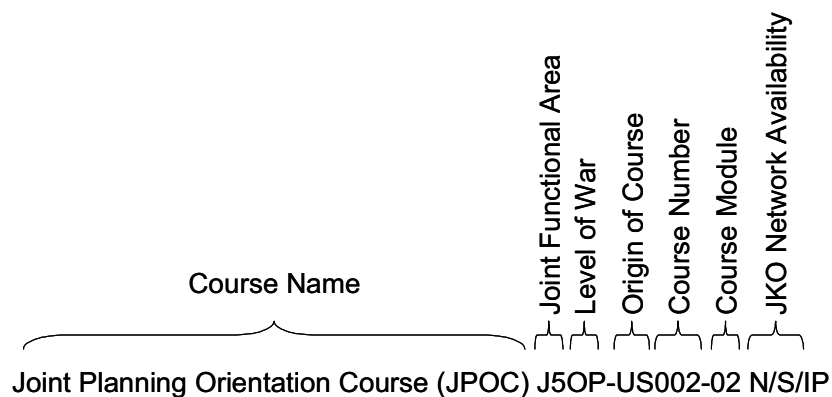 Course Name
Joint Functional Area
Level of War
Origin of Course
Course Number
Course Module
JKO Network Availability
Joint Planning Orientation Course (JPOC) J5OP-US002-02 N/S/IP